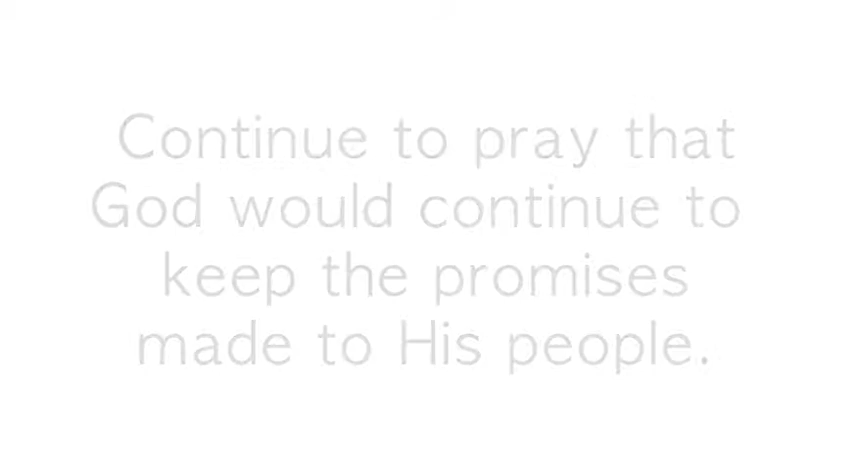 Continue to pray that
God would continue to
keep the promises
made to His people.